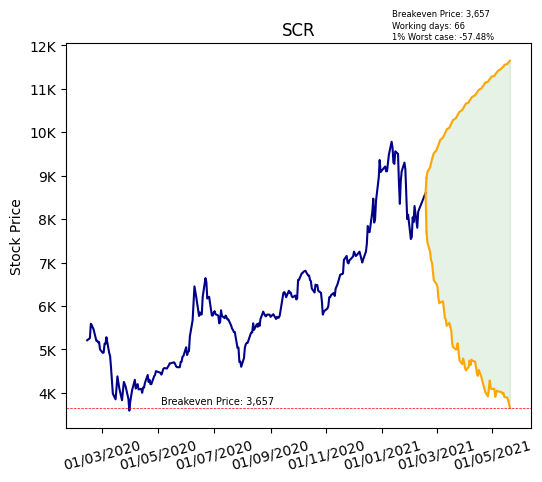 Breakeven Price: 3,657
Working days: 66
1% Worst case: -57.48%
SCR
12K
11K
10K
9K
8K
7K
6K
5K
4K
Stock Price
Breakeven Price: 3,657
01/03/2020
01/05/2020
01/07/2020
01/09/2020
01/11/2020
01/01/2021
01/03/2021
01/05/2021